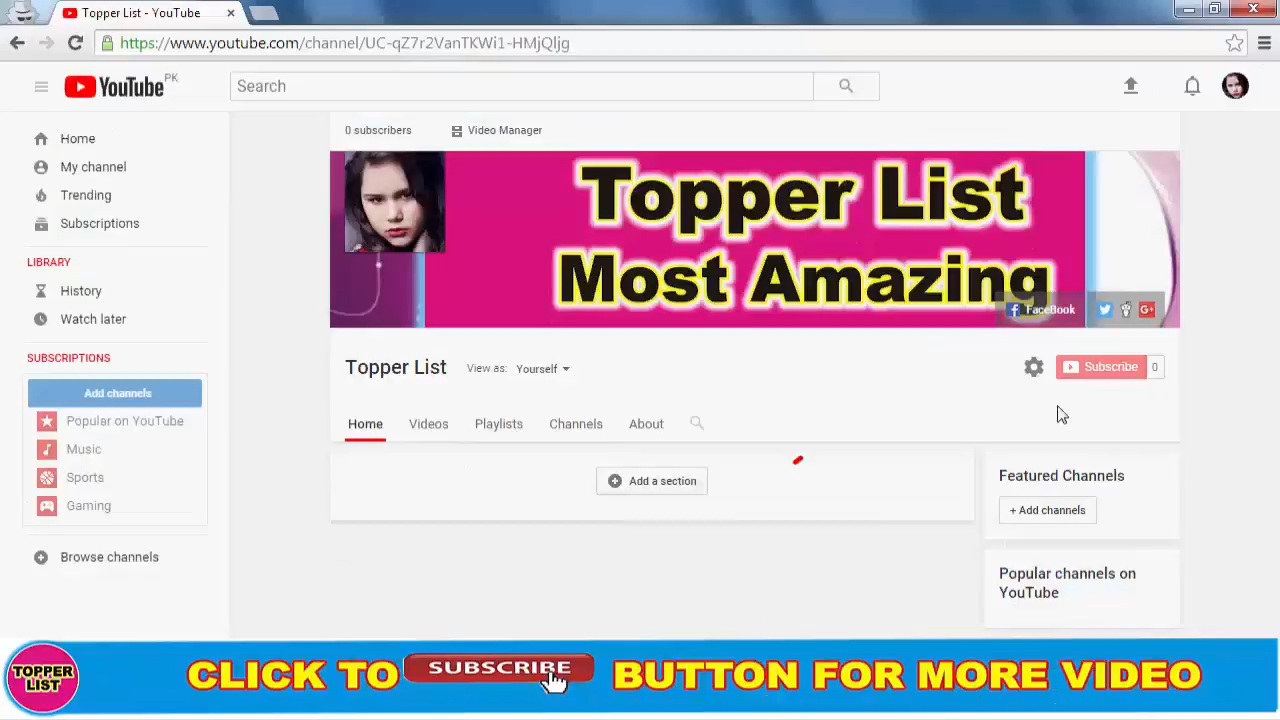 Topper List - YouTube
https://www.youtube.com/channel/UC-qZ7r2VanTKWi1-HMjQljg
YouTube PK
Search
Home
My channel
Trending
Subscriptions
LIBRARY
History
Watch later
SUBSCRIPTIONS
Add channels
Popular on YouTube
Music
Sports
Gaming
Browse channels
0 subscribers
Video Manager
Topper List
Most Amazing
FaceBook
Topper List
View as: Yourself
Subscribe 0
Home Videos Playlists Channels About
Add a section
Featured Channels
+ Add channels
Popular channels on
YouTube
TOPPER
LIST
CLICK TO SUBSCRIBE BUTTON FOR MORE VIDEO